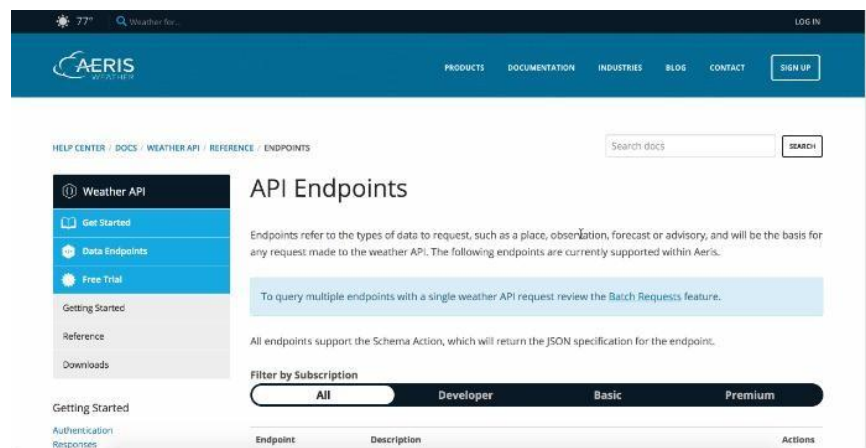 77°
Weather for...
LOG IN
AERIS
WEATHER
PRODUCTS
DOCUMENTATION
INDUSTRIES
BLOG
CONTACT
SIGN UP
HELP CENTER / DOCS / WEATHER API / REFERENCE / ENDPOINTS
Search docs
SEARCH
Weather API
Get Started
Data Endpoints
Free Trial
Getting Started
Reference
Downloads
Getting Started
Authentication
Responses
API Endpoints
Endpoints refer to the types of data to request, such as a place, observation, forecast or advisory, and will be the basis for
any request made to the weather API. The following endpoints are currently supported within Aeris.
To query multiple endpoints with a single weather API request review the Batch Requests feature.
All endpoints support the Schema Action, which will return the JSON specification for the endpoint.
Filter by Subscription
All
Developer
Basic
Premium
Endpoint
Description
Actions